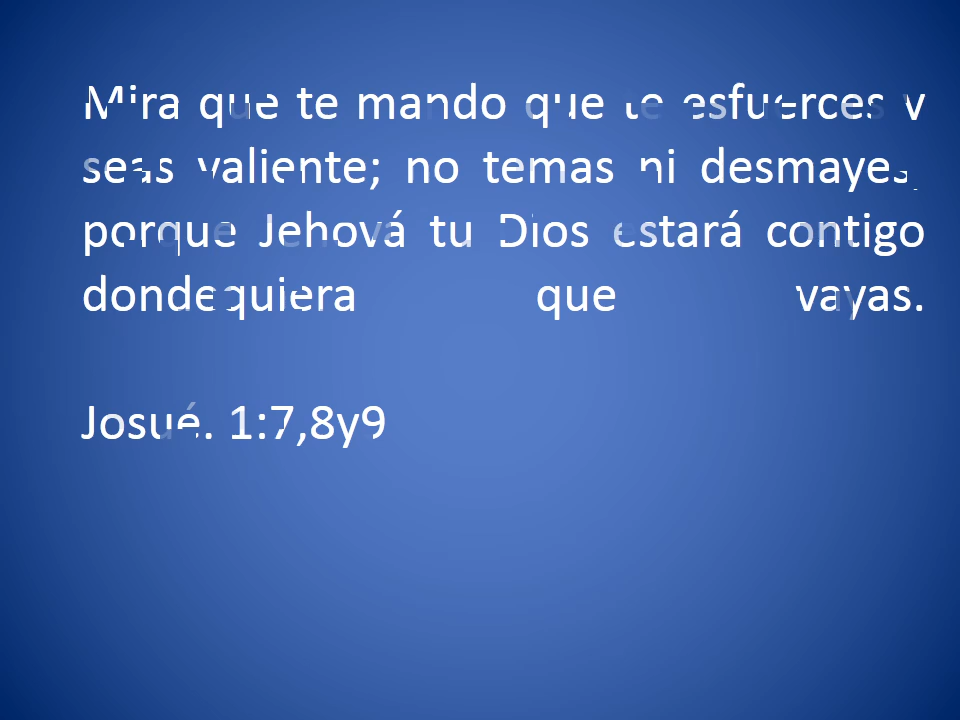 Mira que te mando que te esfuerces y
seas valiente; no temas ni desmayes,
porque Jehová tu Dios estará contigo
dondequiera que vayas.
Josué. 1:7,8y9